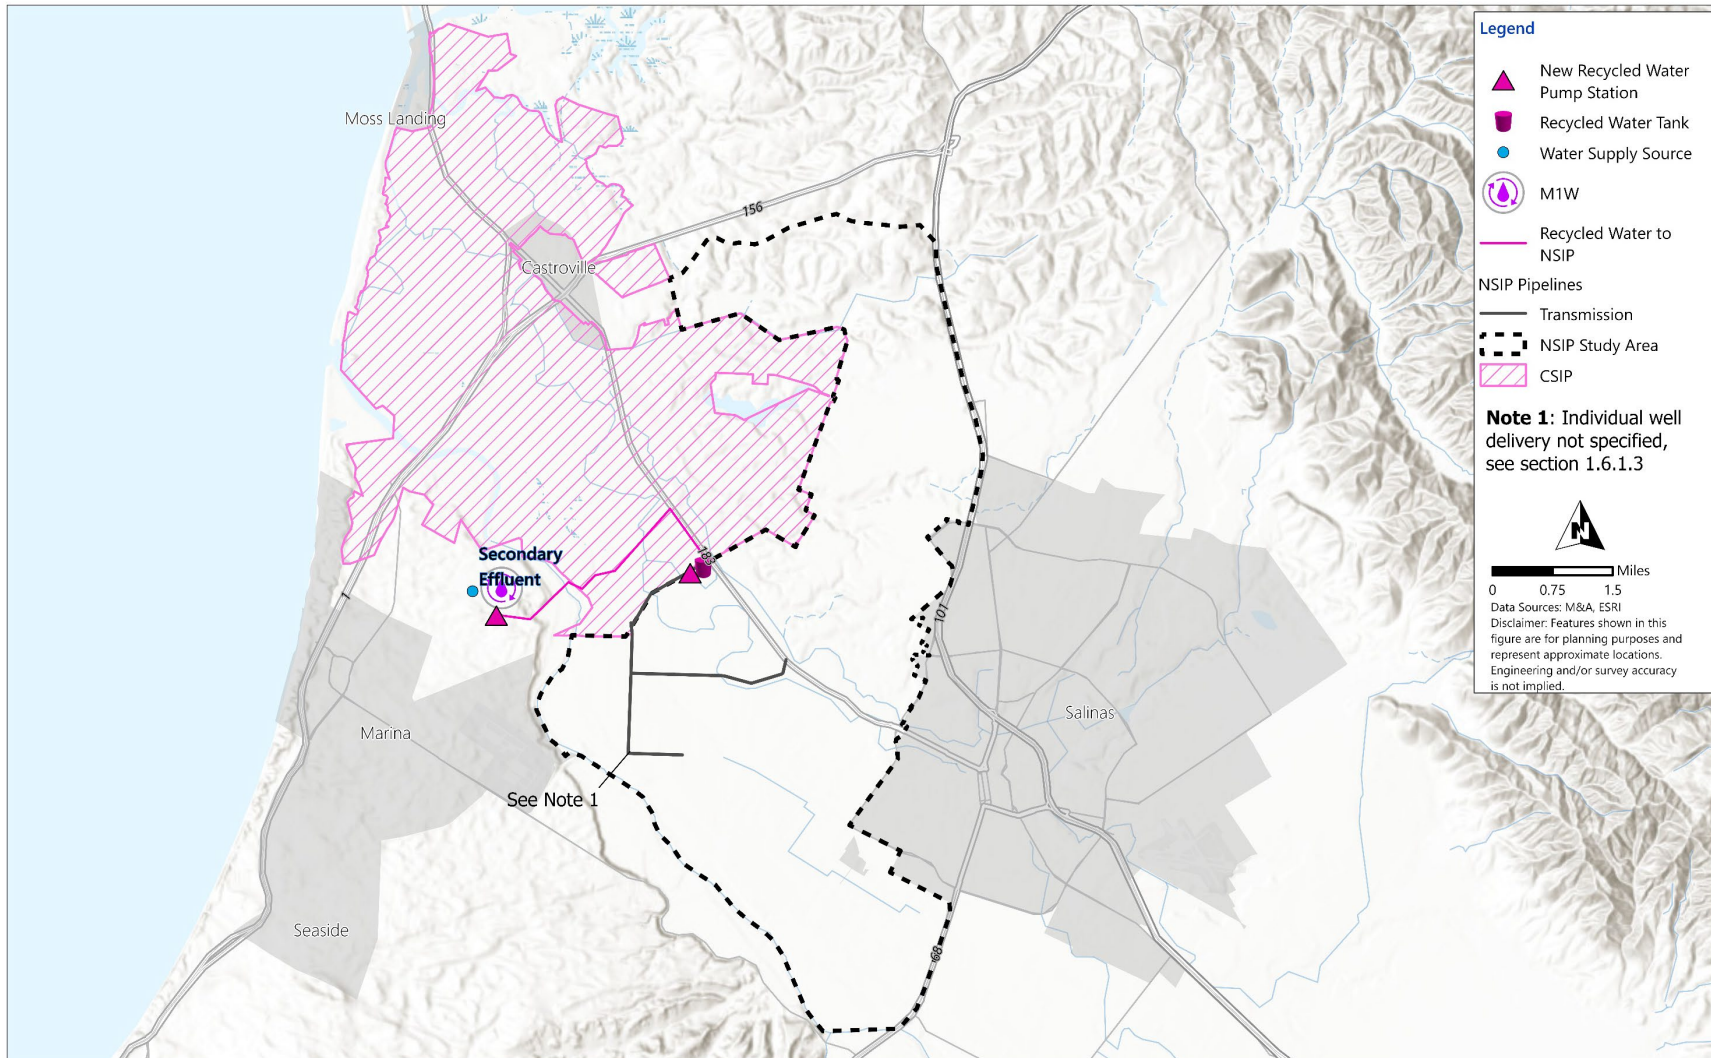 Moss Landing
156
Castroville
183
Secondary
Effluent
1
101
Marina
Salinas
See Note 1
Seaside
68
Legend
New Recycled Water
Pump Station
Recycled Water Tank
Water Supply Source
M1W
Recycled Water to
NSIP
NSIP Pipelines
Transmission
NSIP Study Area
CSIP
Note 1: Individual well
delivery not specified,
see section 1.6.1.3
N
Miles
0 0.75 1.5
Data Sources: M&A, ESRI
Disclaimer: Features shown in this
figure are for planning purposes and
represent approximate locations.
Engineering and/or survey accuracy
is not implied.